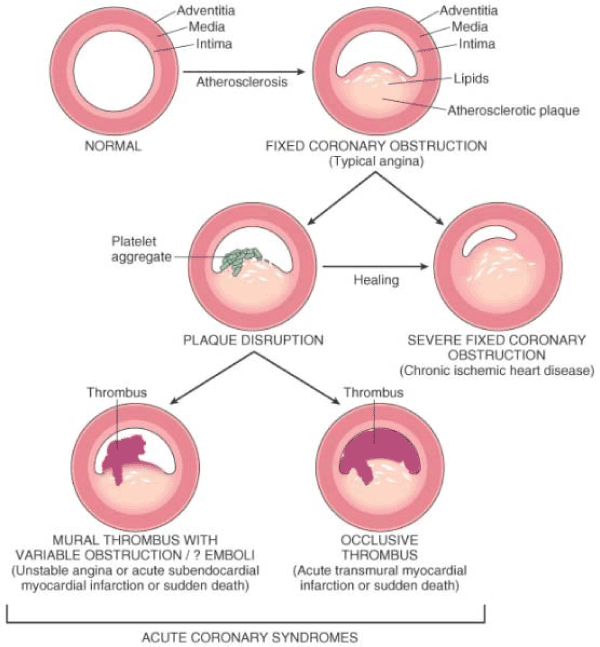 Adventitia
Media
Intima
Atherosclerosis
NORMAL
Adventitia
Media
Intima
Lipids
Atherosclerotic plaque
FIXED CORONARY OBSTRUCTION
(Typical angina)
Platelet
aggregate
PLAQUE DISRUPTION
Healing
SEVERE FIXED CORONARY
OBSTRUCTION
(Chronic ischemic heart disease)
Thrombus
MURAL THROMBUS WITH
VARIABLE OBSTRUCTION / ? EMBOLI
(Unstable angina or acute subendocardial
myocardial infarction or sudden death)
Thrombus
OCCLUSIVE
THROMBUS
(Acute transmural myocardial
infarction or sudden death)
ACUTE CORONARY SYNDROMES